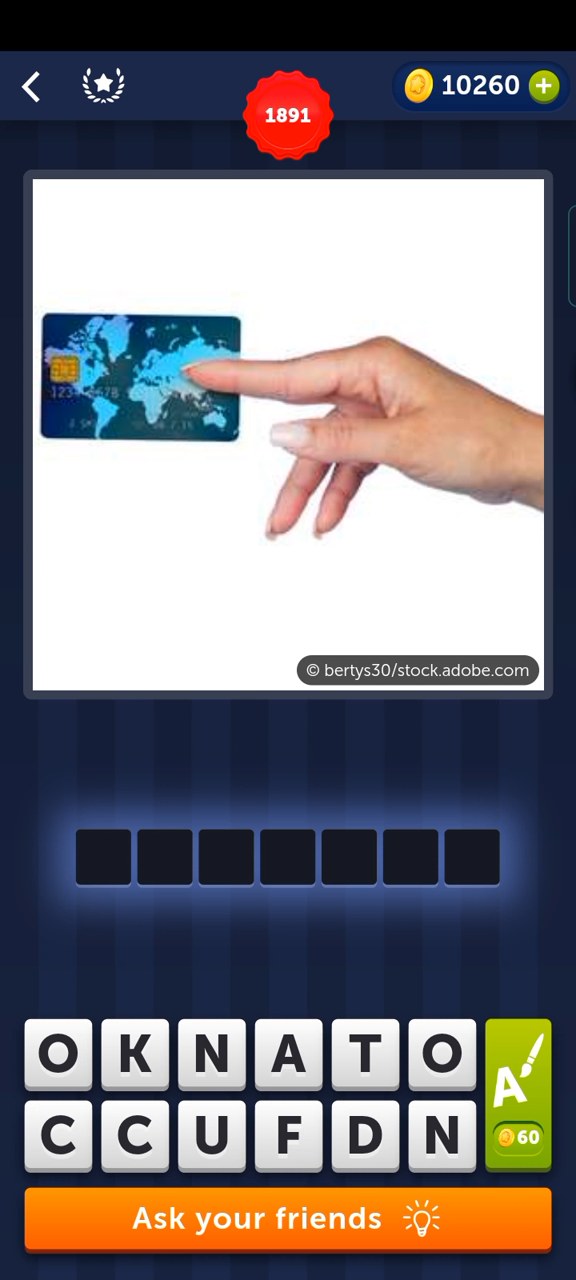 1891
10260
© bertys30/stock.adobe.com
O K N A T O
C C U F D N
A
60
Ask your friends